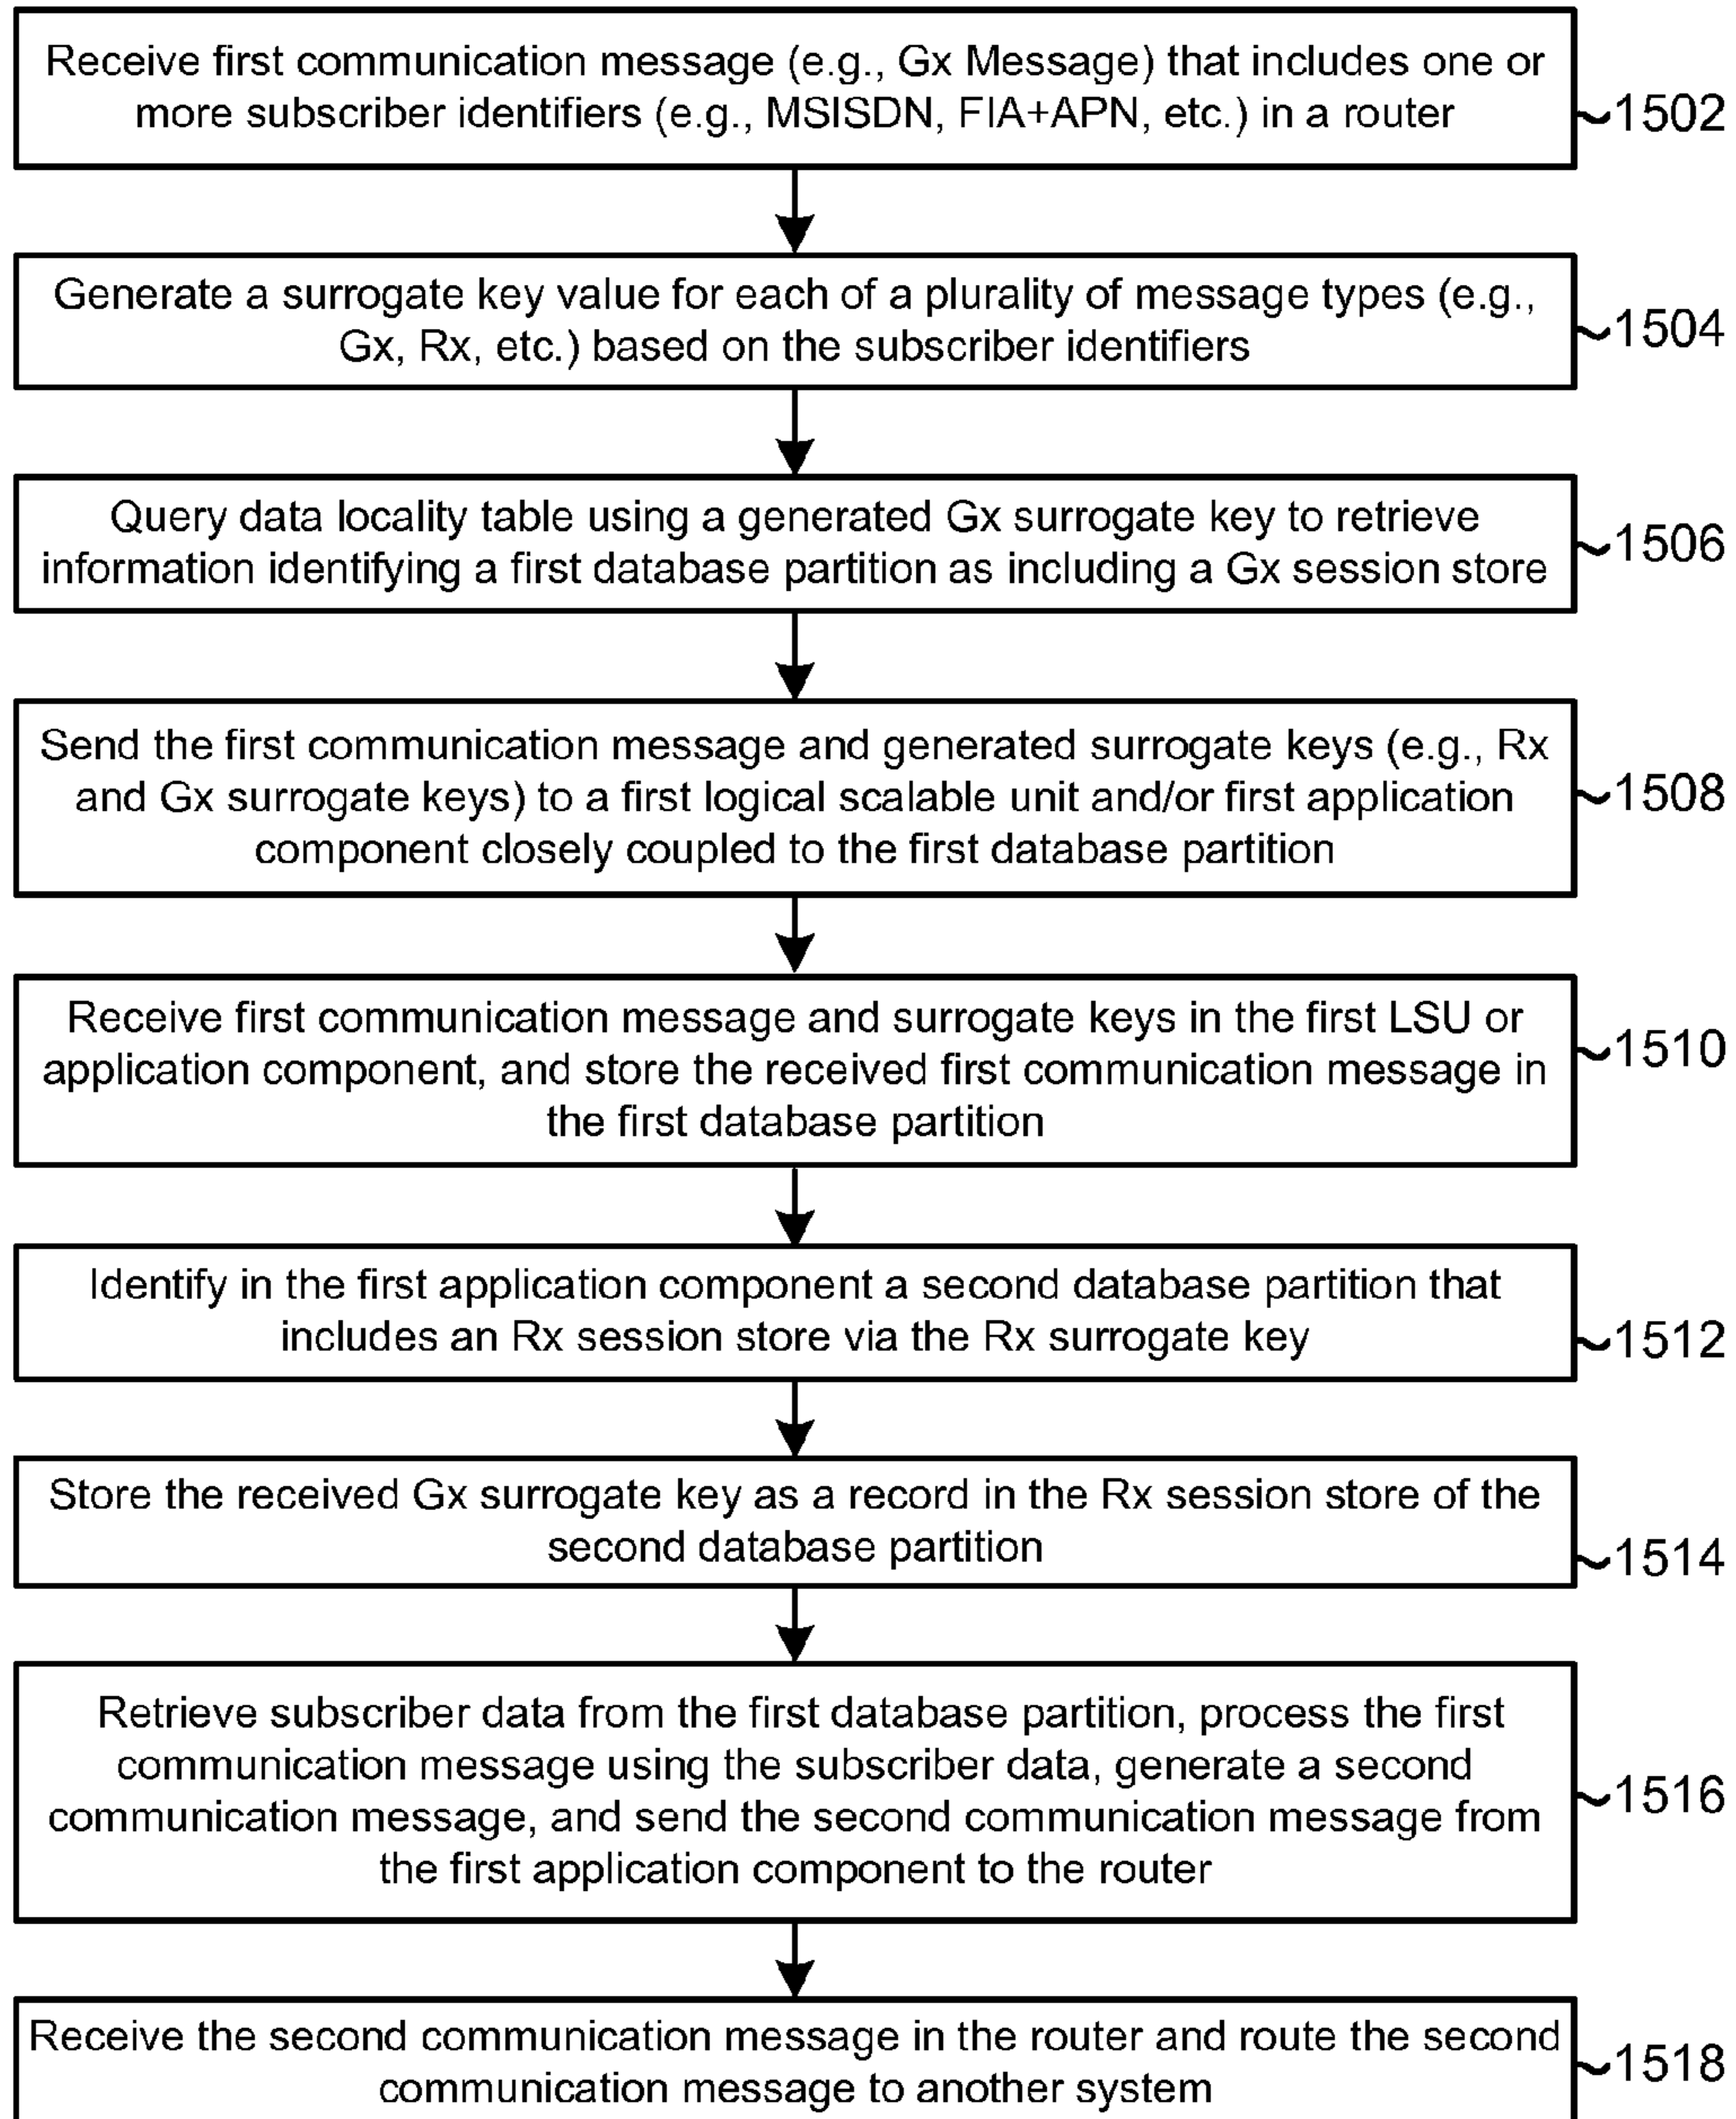 Receive first communication message (e.g., Gx Message) that includes one or
more subscriber identifiers (e.g., MSISDN, FIA+APN, etc.) in a router
1502
Generate a surrogate key value for each of a plurality of message types (e.g.,
Gx, Rx, etc.) based on the subscriber identifiers
1504
Query data locality table using a generated Gx surrogate key to retrieve
information identifying a first database partition as including a Gx session store
1506
Send the first communication message and generated surrogate keys (e.g., Rx
and Gx surrogate keys) to a first logical scalable unit and/or first application
component closely coupled to the first database partition
1508
Receive first communication message and surrogate keys in the first LSU or
application component, and store the received first communication message in
the first database partition
1510
Identify in the first application component a second database partition that
includes an Rx session store via the Rx surrogate key
1512
Store the received Gx surrogate key as a record in the Rx session store of the
second database partition
1514
Retrieve subscriber data from the first database partition, process the first
communication message using the subscriber data, generate a second
communication message, and send the second communication message from
the first application component to the router
1516
Receive the second communication message in the router and route the second
communication message to another system
1518